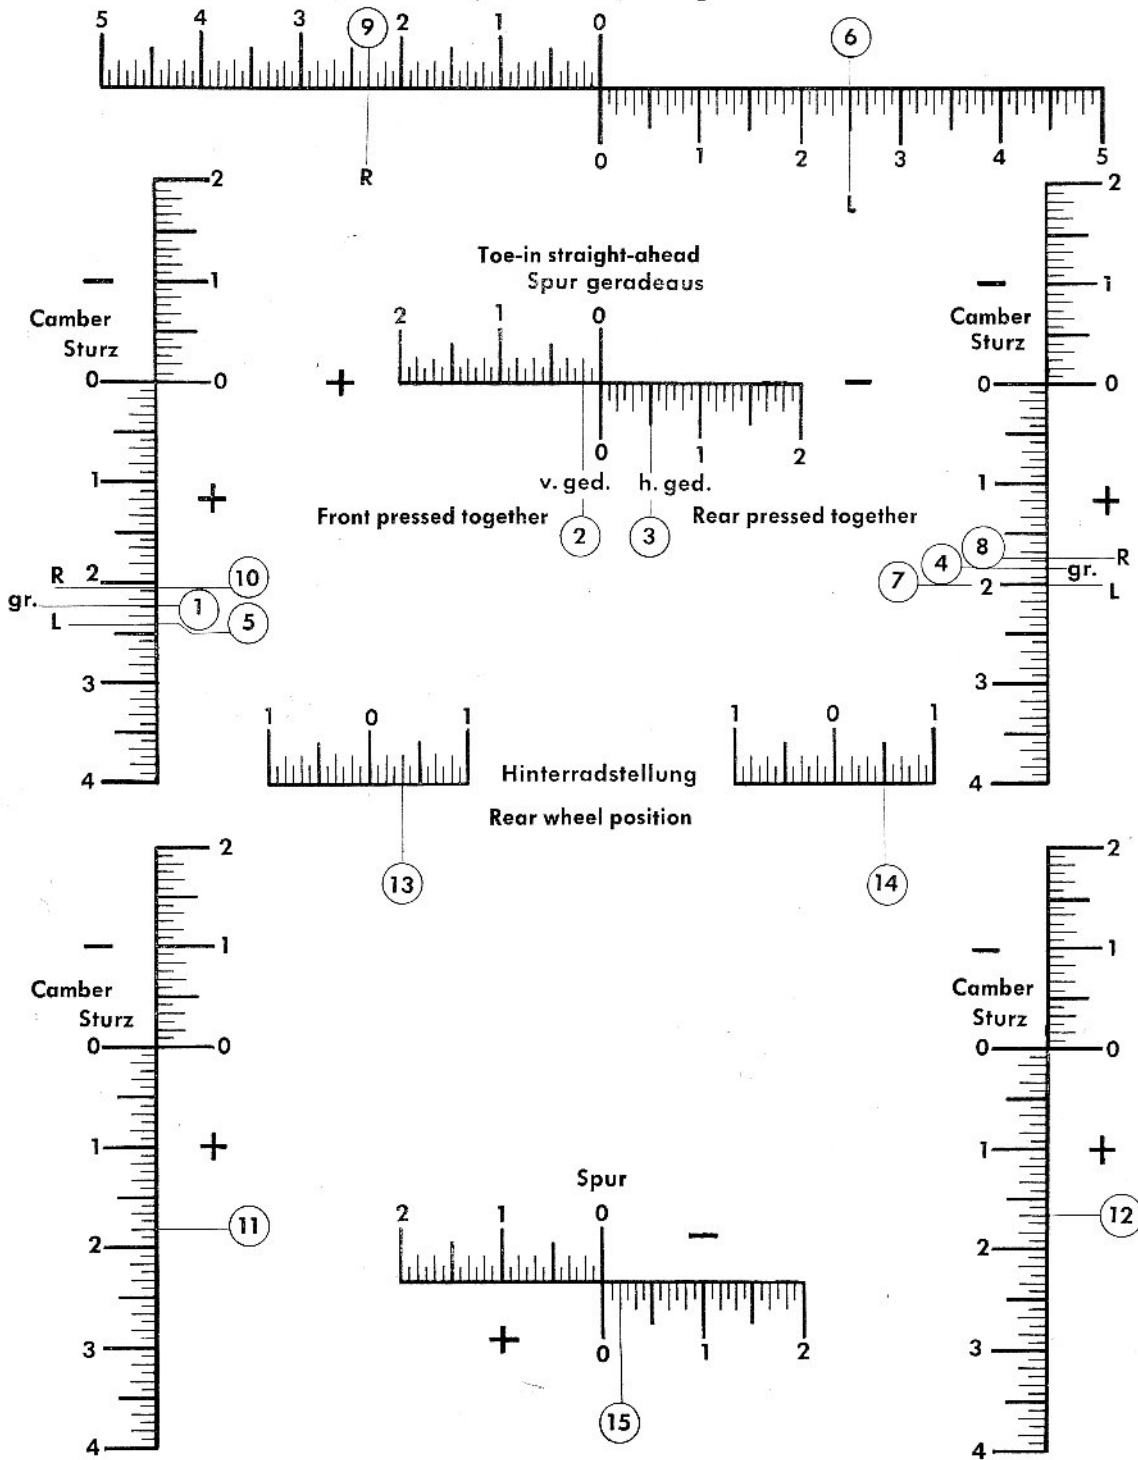 5 4 3 9 2 1 0 6
0 1 2 3 4 5
R L
2 2
Toe-in straight-ahead
Spur geradeaus
− 1 − 1
Camber 2 1 0 Camber
Sturz Sturz
0 0 + − 0 0
0 1 2
1 + v. ged. h. ged. 1 +
Front pressed together 2 3 Rear pressed together
8 R
R 2 10 4 gr.
gr. 1 7 2 L
L 5
3 3
1 0 1 1 0 1
4 Hinterradstellung 4
Rear wheel position
2 2
13 14
− 1 − 1
Camber Camber
Sturz Sturz
0 0 0 0
1 + 1 +
Spur
2 11 2 1 0 − 2 12
+
3 0 1 2 3
15
4 4